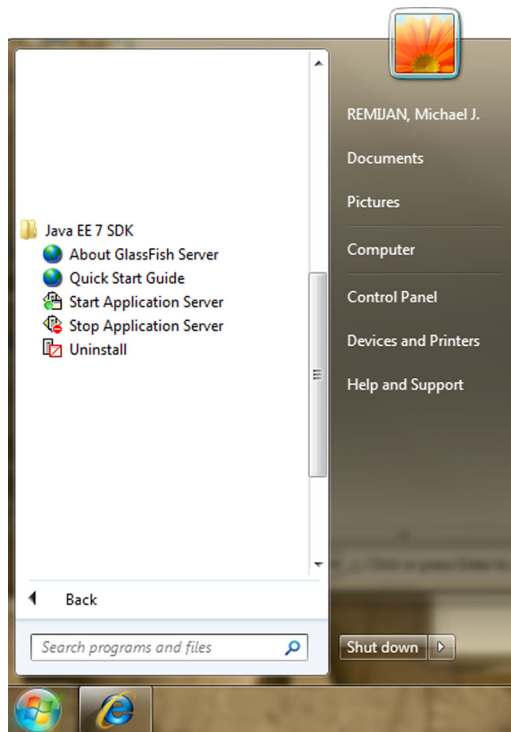 Java EE 7 SDK
About GlassFish Server
Quick Start Guide
Start Application Server
Stop Application Server
Uninstall
Back
Search programs and files
REMIJAN, Michael J.
Documents
Pictures
Computer
Control Panel
Devices and Printers
Help and Support
Shut down